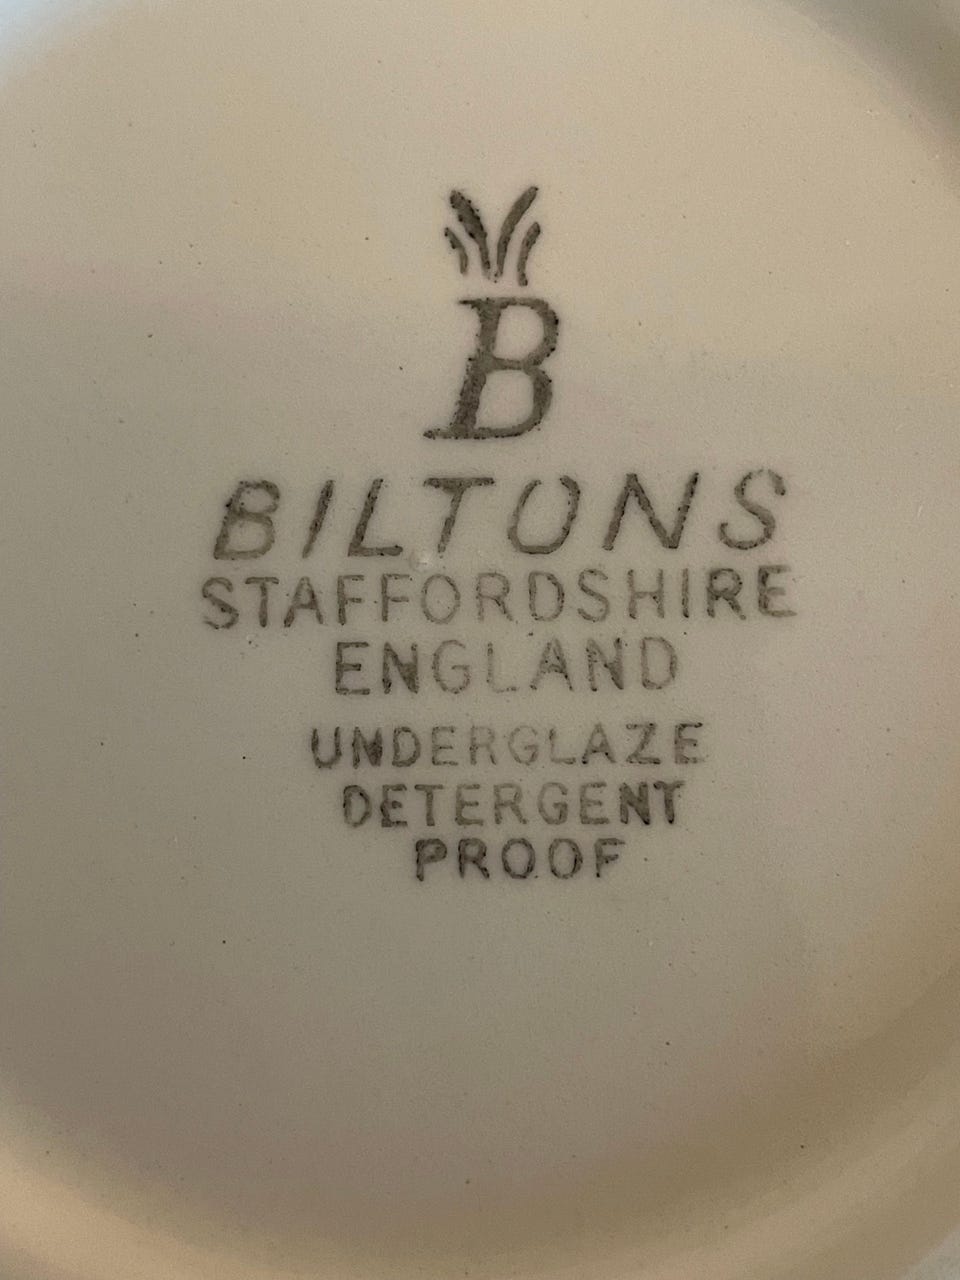 B
BILTONS
STAFFORDSHIRE
ENGLAND
UNDERGLAZE
DETERGENT
PROOF